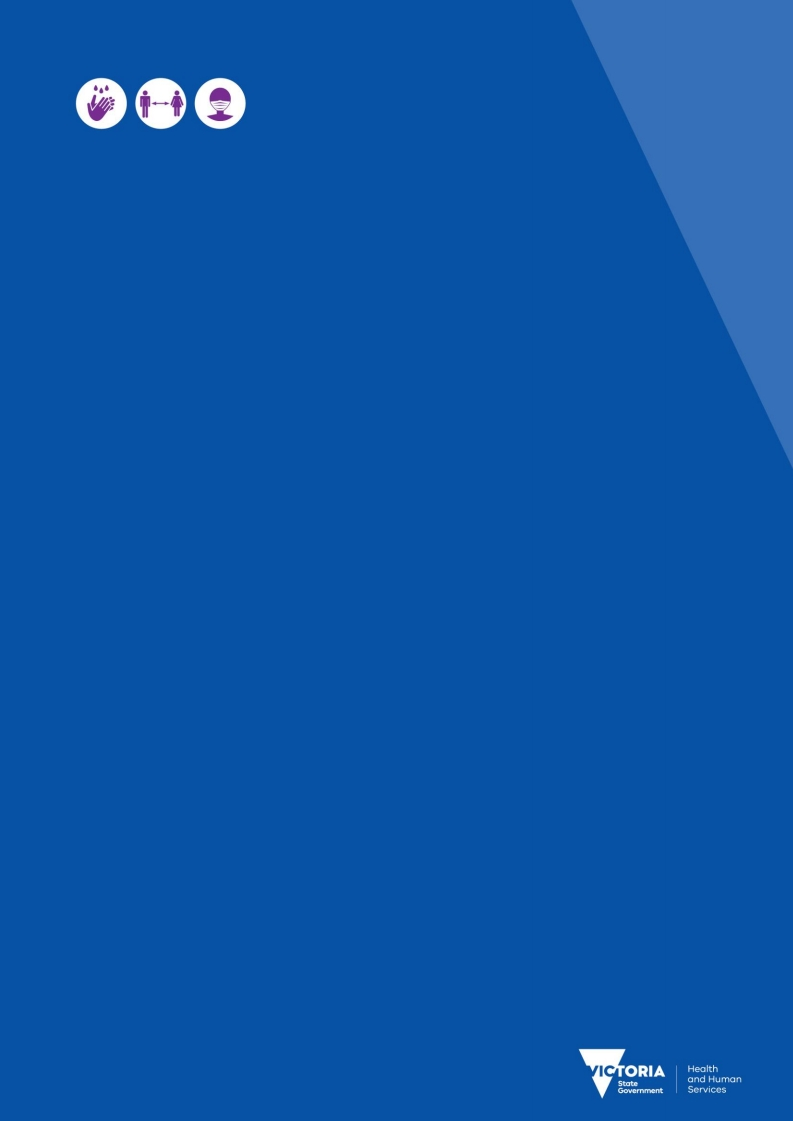 VICTORIA
State
Government
Health
and Human
Services